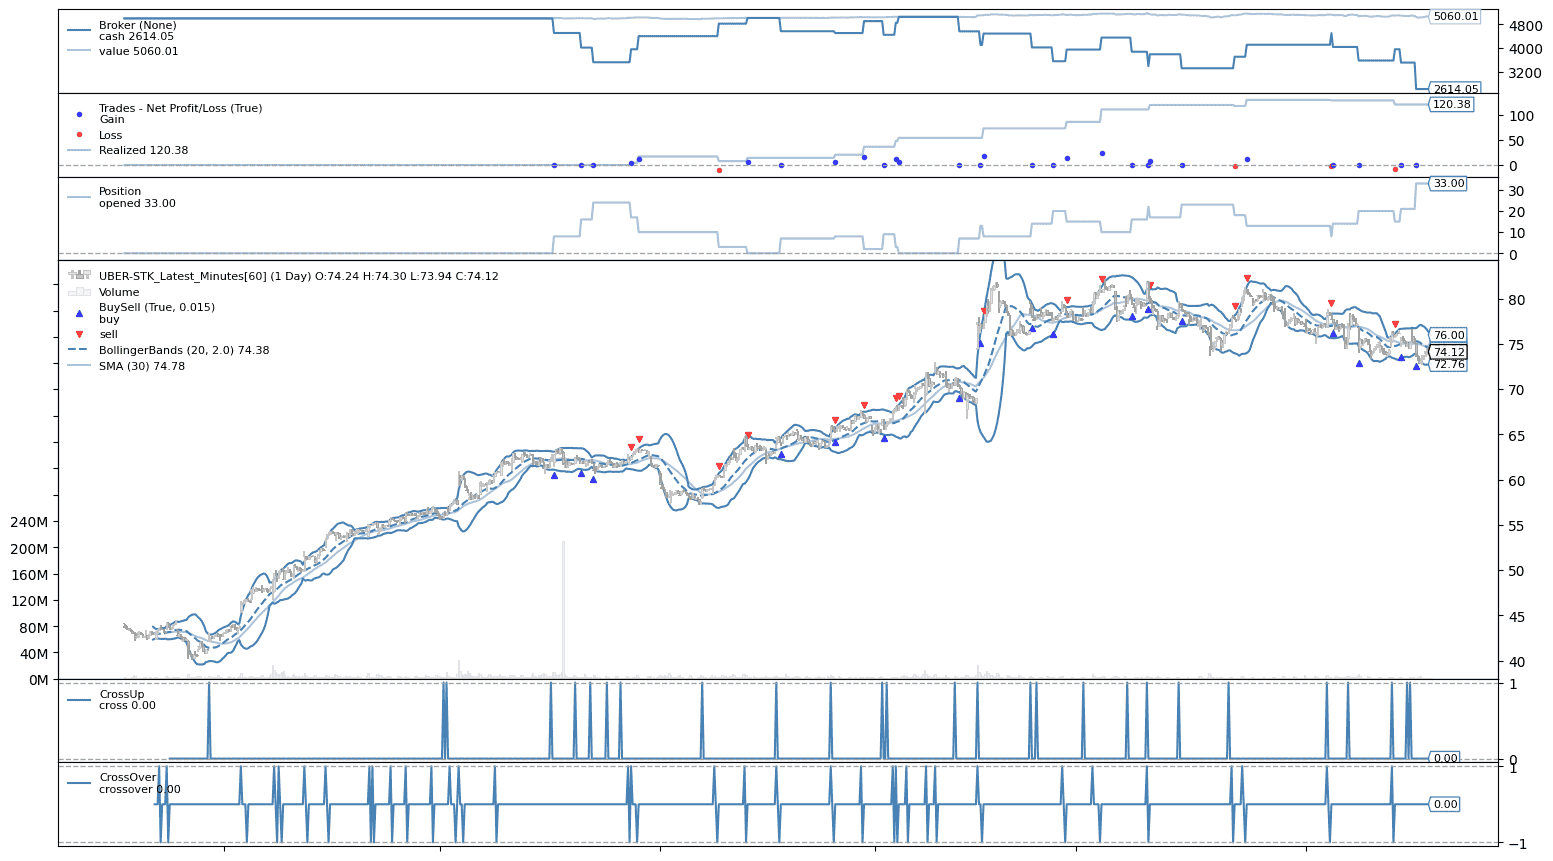 Broker (None)
cash 2614.05
value 5060.01
5060.01
4800
4000
3200
2614.05
Trades - Net Profit/Loss (True)
Gain
Loss
Realized 120.38
120.38
100
50
0
Position
opened 33.00
33.00
30
20
10
0
UBER-STK_Latest_Minutes[60] (1 Day) O:74.24 H:74.30 L:73.94 C:74.12
Volume
BuySell (True, 0.015)
buy
sell
BollingerBands (20, 2.0) 74.38
SMA (30) 74.78
80
76.00
75
74.12
72.76
70
65
60
55
50
45
40
240M
200M
160M
120M
80M
40M
0M
CrossUp
cross 0.00
1
0.00
0
CrossOver
crossover 0.00
1
0.00
−1